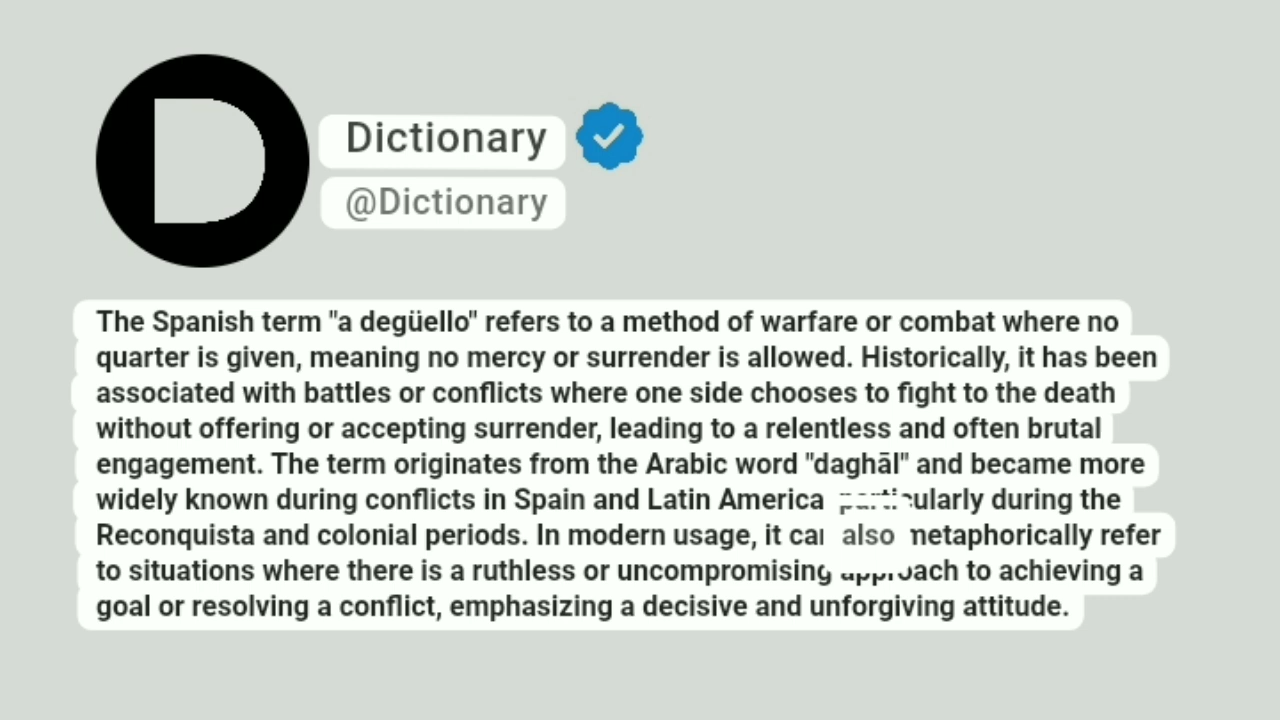 D
Dictionary
@Dictionary
The Spanish term "a degüello" refers to a method of warfare or combat where no
quarter is given, meaning no mercy or surrender is allowed. Historically, it has been
associated with battles or conflicts where one side chooses to fight to the death
without offering or accepting surrender, leading to a relentless and often brutal
engagement. The term originates from the Arabic word "daghāl" and became more
widely known during conflicts in Spain and Latin America particularly during the
Reconquista and colonial periods. In modern usage, it can also metaphorically refer
to situations where there is a ruthless or uncompromising approach to achieving a
goal or resolving a conflict, emphasizing a decisive and unforgiving attitude.